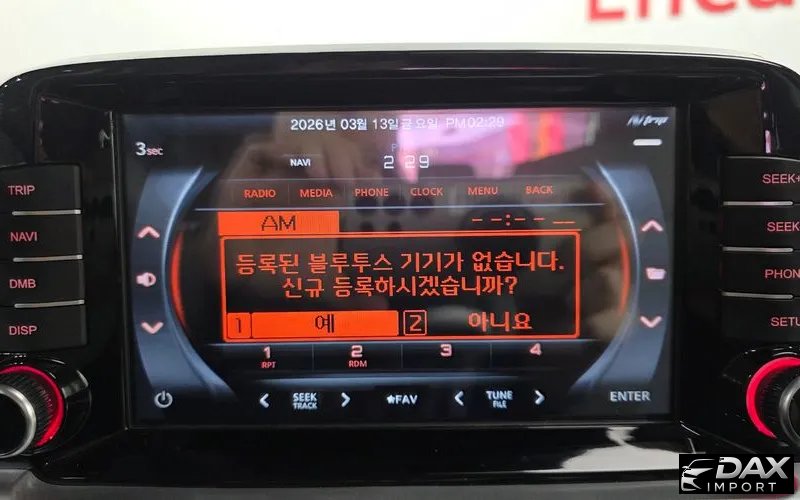 2026년 03월 13일 금요일 PM 02:29
3sec
NAVI
2 29
TRIP
NAVI
DMB
DISP
RADIO MEDIA PHONE CLOCK MENU BACK
AM --:-- --
등록된 블루투스 기기가 없습니다.
신규 등록하시겠습니까?
1 예 2 아니요
1 2 3 4
RPT RDM
SEEK TUNE
TRACK FILE
★FAV
ENTER
SEEK+
SEEK
PHON
SETU
DAX
IMPORT